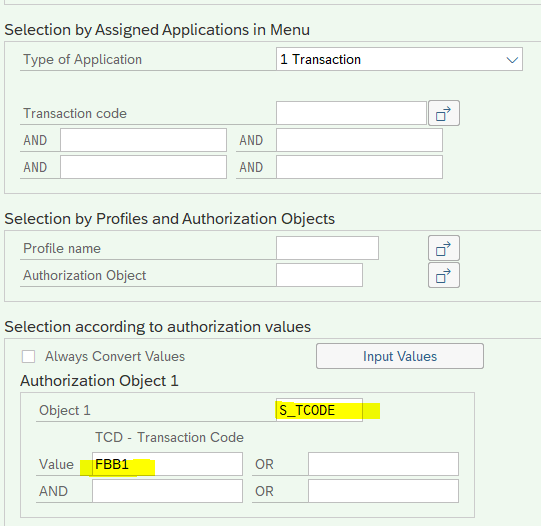 Selection by Assigned Applications in Menu
Type of Application 1 Transaction
Transaction code
AND AND
AND AND
Selection by Profiles and Authorization Objects
Profile name
Authorization Object
Selection according to authorization values
Always Convert Values Input Values
Authorization Object 1
Object 1 S_TCODE
TCD - Transaction Code
Value FBB1 OR
AND OR